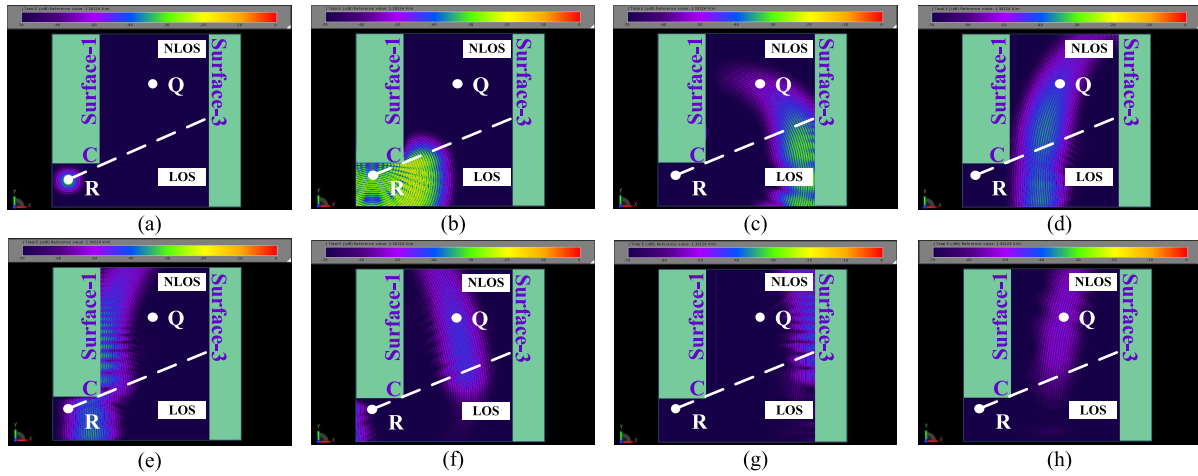 Surface-1
NLOS
Q
Surface-3
C
LOS
R
(a)
Surface-1
NLOS
Q
Surface-3
C
LOS
R
(b)
Surface-1
NLOS
Q
Surface-3
C
LOS
R
(c)
Surface-1
NLOS
Q
Surface-3
C
LOS
R
(d)
Surface-1
NLOS
Q
Surface-3
C
LOS
R
(e)
Surface-1
NLOS
Q
Surface-3
C
LOS
R
(f)
Surface-1
NLOS
Q
Surface-3
C
LOS
R
(g)
Surface-1
NLOS
Q
Surface-3
C
LOS
R
(h)